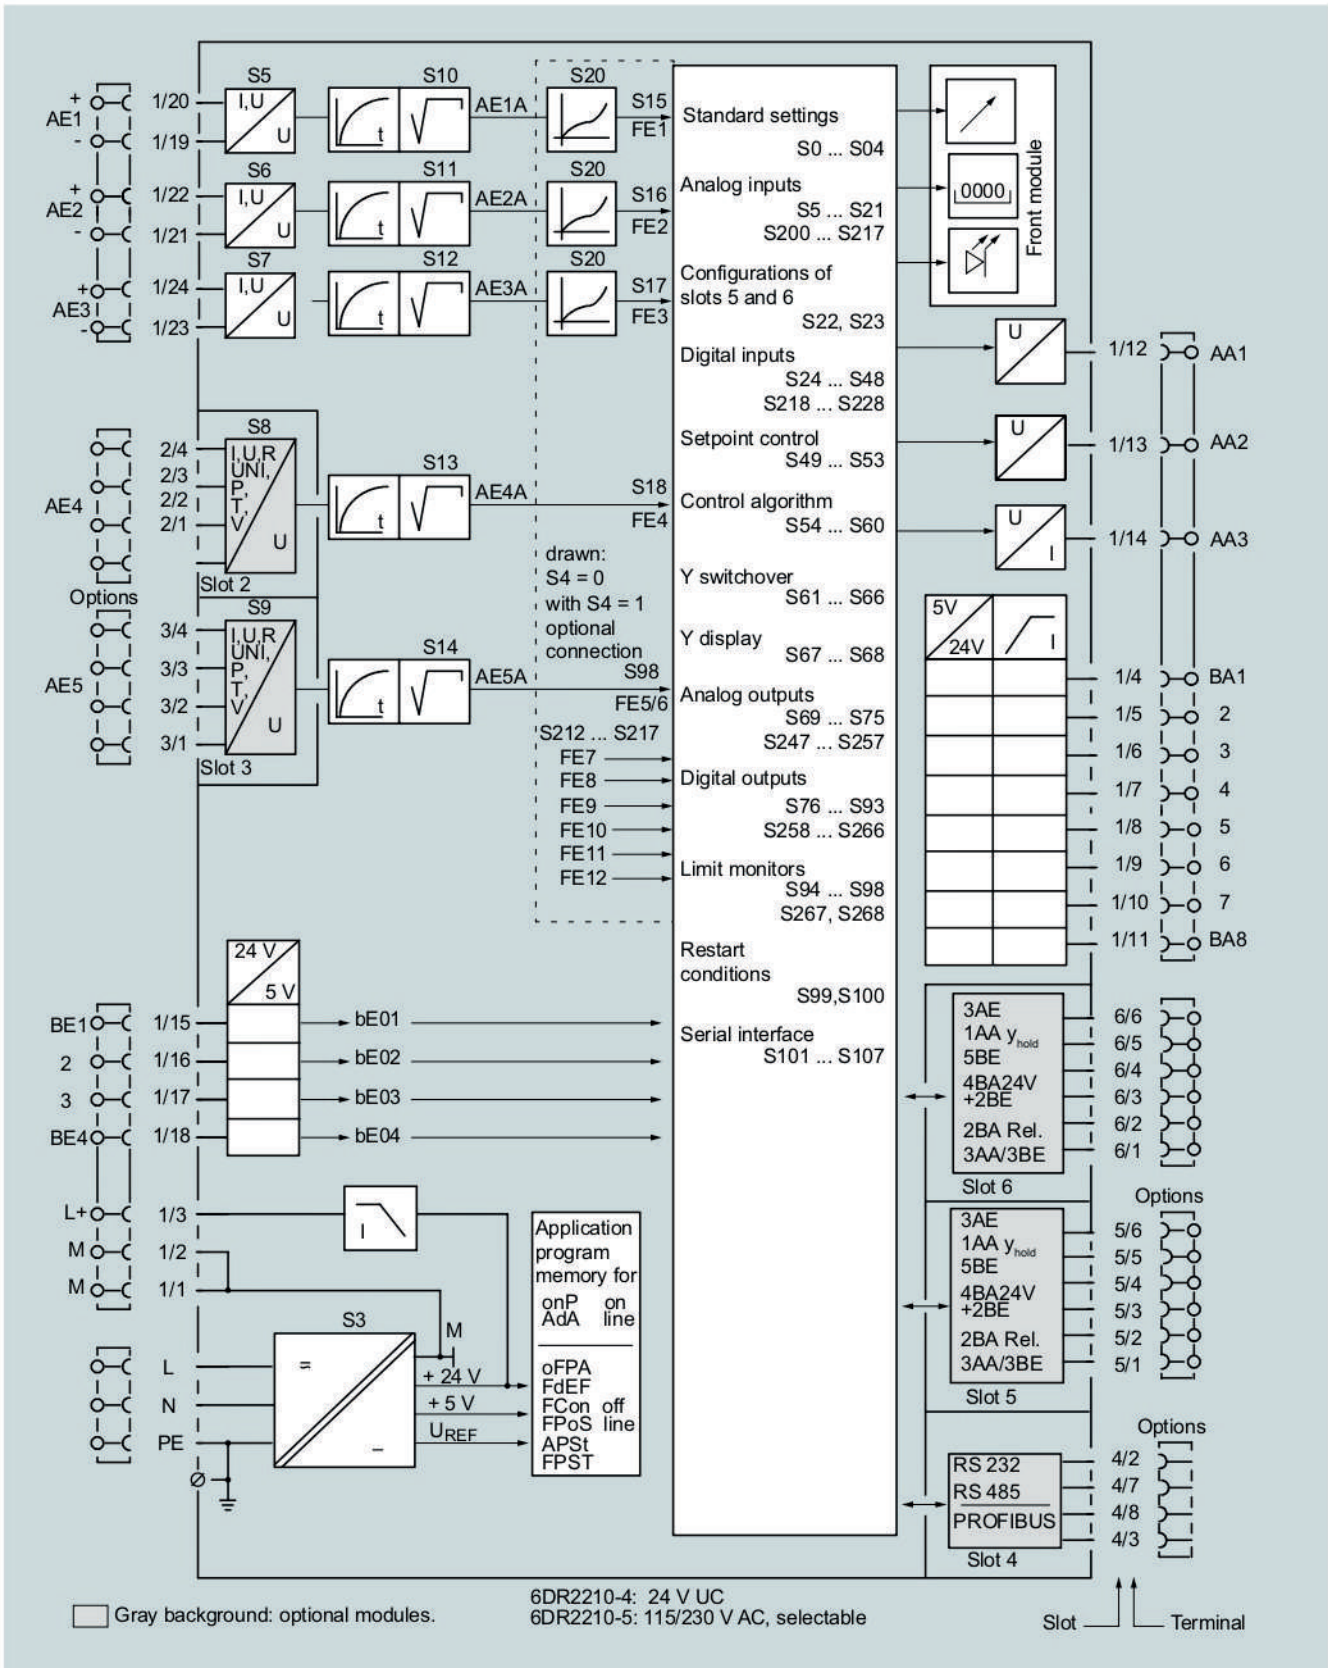 S5
S10
S20
+
AE1
-
1/20
1/19
I,U
U
t
√
AE1A
S15
FE1
S6
S11
S20
+
AE2
-
1/22
1/21
I,U
U
t
√
AE2A
S16
FE2
S7
S12
S20
+
AE3
-
1/24
1/23
I,U
U
t
√
AE3A
S17
FE3
AE4
2/4
2/3
2/2
2/1
S8
I,U,R
UNI,
P,
T,
V,
U
Slot 2
S13
t
√
AE4A
S18
FE4
Options
AE5
3/4
3/3
3/2
3/1
S9
I,U,R
UNI,
P,
T,
V,
U
Slot 3
S14
t
√
AE5A
drawn:
S4 = 0
with S4 = 1
optional
connection
S98
FE5/6
S212 ... S217
FE7
FE8
FE9
FE10
FE11
FE12
24 V
5 V
BE1
1/15
bE01
2
1/16
bE02
3
1/17
bE03
BE4
1/18
bE04
L+
1/3
I
M
1/2
M
1/1
S3
=
–
L
N
PE
M
+ 24 V
+ 5 V
UREF
Application
program
memory for
onP on
AdA line
oFPA
FdEF
FCon off
FPoS line
APSt
FPST
Standard settings
S0 ... S04
Analog inputs
S5 ... S21
S200 ... S217
Configurations of
slots 5 and 6
S22, S23
Digital inputs
S24 ... S48
S218 ... S228
Setpoint control
S49 ... S53
Control algorithm
S54 ... S60
Y switchover
S61 ... S66
Y display
S67 ... S68
Analog outputs
S69 ... S75
S247 ... S257
Digital outputs
S76 ... S93
S258 ... S266
Limit monitors
S94 ... S98
S267, S268
Restart
conditions
S99,S100
Serial interface
S101 ... S107
0000
Front module
U
1/12
AA1
U
1/13
AA2
U
I
1/14
AA3
5V
24V
I
1/4
BA1
1/5
2
1/6
3
1/7
4
1/8
5
1/9
6
1/10
7
1/11
BA8
3AE
1AA yhold
5BE
4BA24V
+2BE
2BA Rel.
3AA/3BE
Slot 6
6/6
6/5
6/4
6/3
6/2
6/1
Options
3AE
1AA yhold
5BE
4BA24V
+2BE
2BA Rel.
3AA/3BE
Slot 5
5/6
5/5
5/4
5/3
5/2
5/1
Options
RS 232
RS 485
PROFIBUS
Slot 4
4/2
4/7
4/8
4/3
Slot
Terminal
Gray background: optional modules.
6DR2210-4: 24 V UC
6DR2210-5: 115/230 V AC, selectable